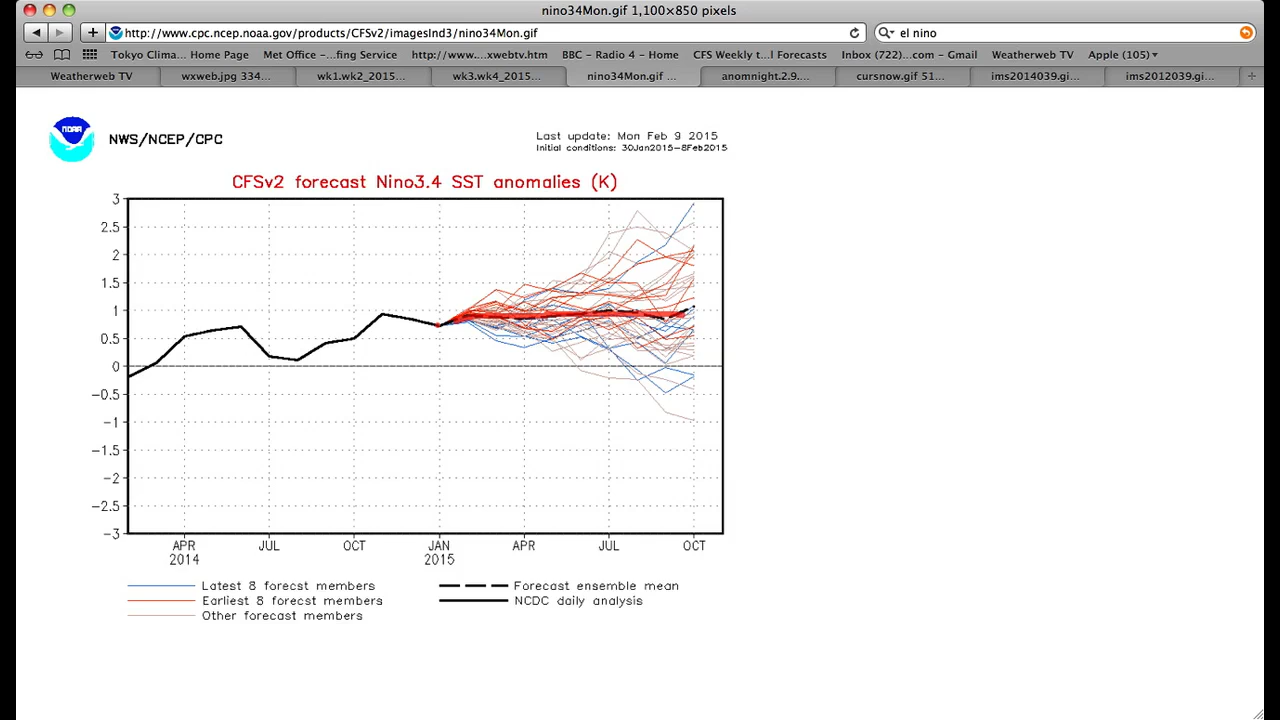 nino34Mon.gif 1,100×850 pixels
http://www.cpc.ncep.noaa.gov/products/CFSv2/imagesInd3/nino34Mon.gif
el nino
Tokyo Clima... Home Page
Met Office -...fing Service
http://www....xwebtv.htm
BBC - Radio 4 - Home
CFS Weekly t...l Forecasts
Inbox (722)...com - Gmail
Weatherweb TV
Apple (105)
Weatherweb TV
wxweb.jpg 334...
wk1.wk2_2015...
wk3.wk4_2015...
nino34Mon.gif ...
anomnight.2.9....
cursnow.gif 51...
ims2014039.gi...
ims2012039.gi...
NOAA
NWS/NCEP/CPC
Last update: Mon Feb 9 2015
Initial conditions: 30Jan2015-8Feb2015
CFSv2 forecast Nino3.4 SST anomalies (K)
3
2.5
2
1.5
1
0.5
0
-0.5
-1
-1.5
-2
-2.5
-3
APR
2014
JUL
OCT
JAN
2015
APR
JUL
OCT
Latest 8 forecst members
Earliest 8 forecst members
Other forecast members
Forecast ensemble mean
NCDC daily analysis